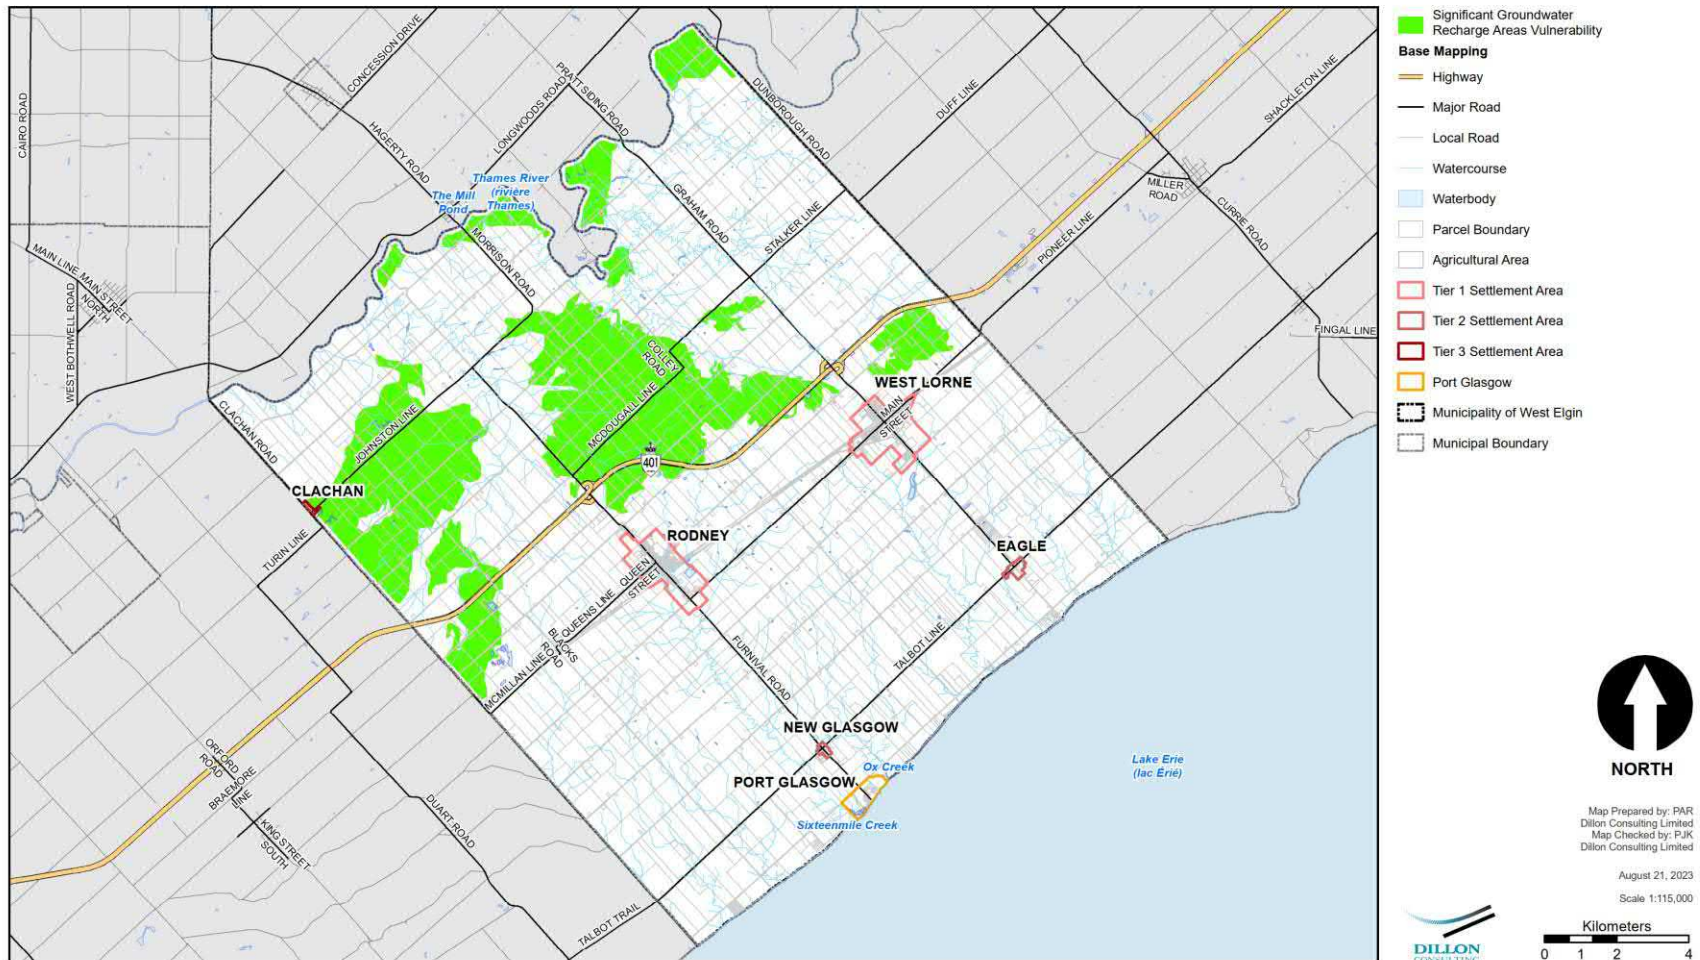 CAIRO ROAD
CONCESSION DRIVE
HAGERTY ROAD
LONGWOODS ROAD
PRATT SIDING ROAD
DUNBOROUGH ROAD
DUFF LINE
SHACKLETON LINE
MILLER
ROAD
CURRIE ROAD
PIONEER LINE
FINGAL LINE
GRAHAM ROAD
STALKER LINE
Thames River
(rivière
Thames)
The Mill
Pond
MORRISON ROAD
MAIN LINE
MAIN STREET
NORTH
WEST BOTHWELL ROAD
CLACHAN ROAD
JOHNSTON LINE
COLLEY
ROAD
MCDOUGALL LINE
WEST LORNE
MAIN
STREET
401
CLACHAN
TURIN LINE
RODNEY
QUEEN
STREET
QUEENS LINE
BLACKS
ROAD
MCMILLAN LINE
EAGLE
FURNIVAL ROAD
TALBOT LINE
NEW GLASGOW
Ox Creek
PORT GLASGOW
Sixteenmile Creek
Lake Erie
(lac Érié)
ORFORD
ROAD
BRAEMORE
LINE
KING STREET
SOUTH
DUART ROAD
TALBOT TRAIL
Significant Groundwater
Recharge Areas Vulnerability
Base Mapping
Highway
Major Road
Local Road
Watercourse
Waterbody
Parcel Boundary
Agricultural Area
Tier 1 Settlement Area
Tier 2 Settlement Area
Tier 3 Settlement Area
Port Glasgow
Municipality of West Elgin
Municipal Boundary
NORTH
Map Prepared by: PAR
Dillon Consulting Limited
Map Checked by: PJK
Dillon Consulting Limited
August 21, 2023
Scale 1:115,000
Kilometers
0 1 2 4
DILLON
CONSULTING